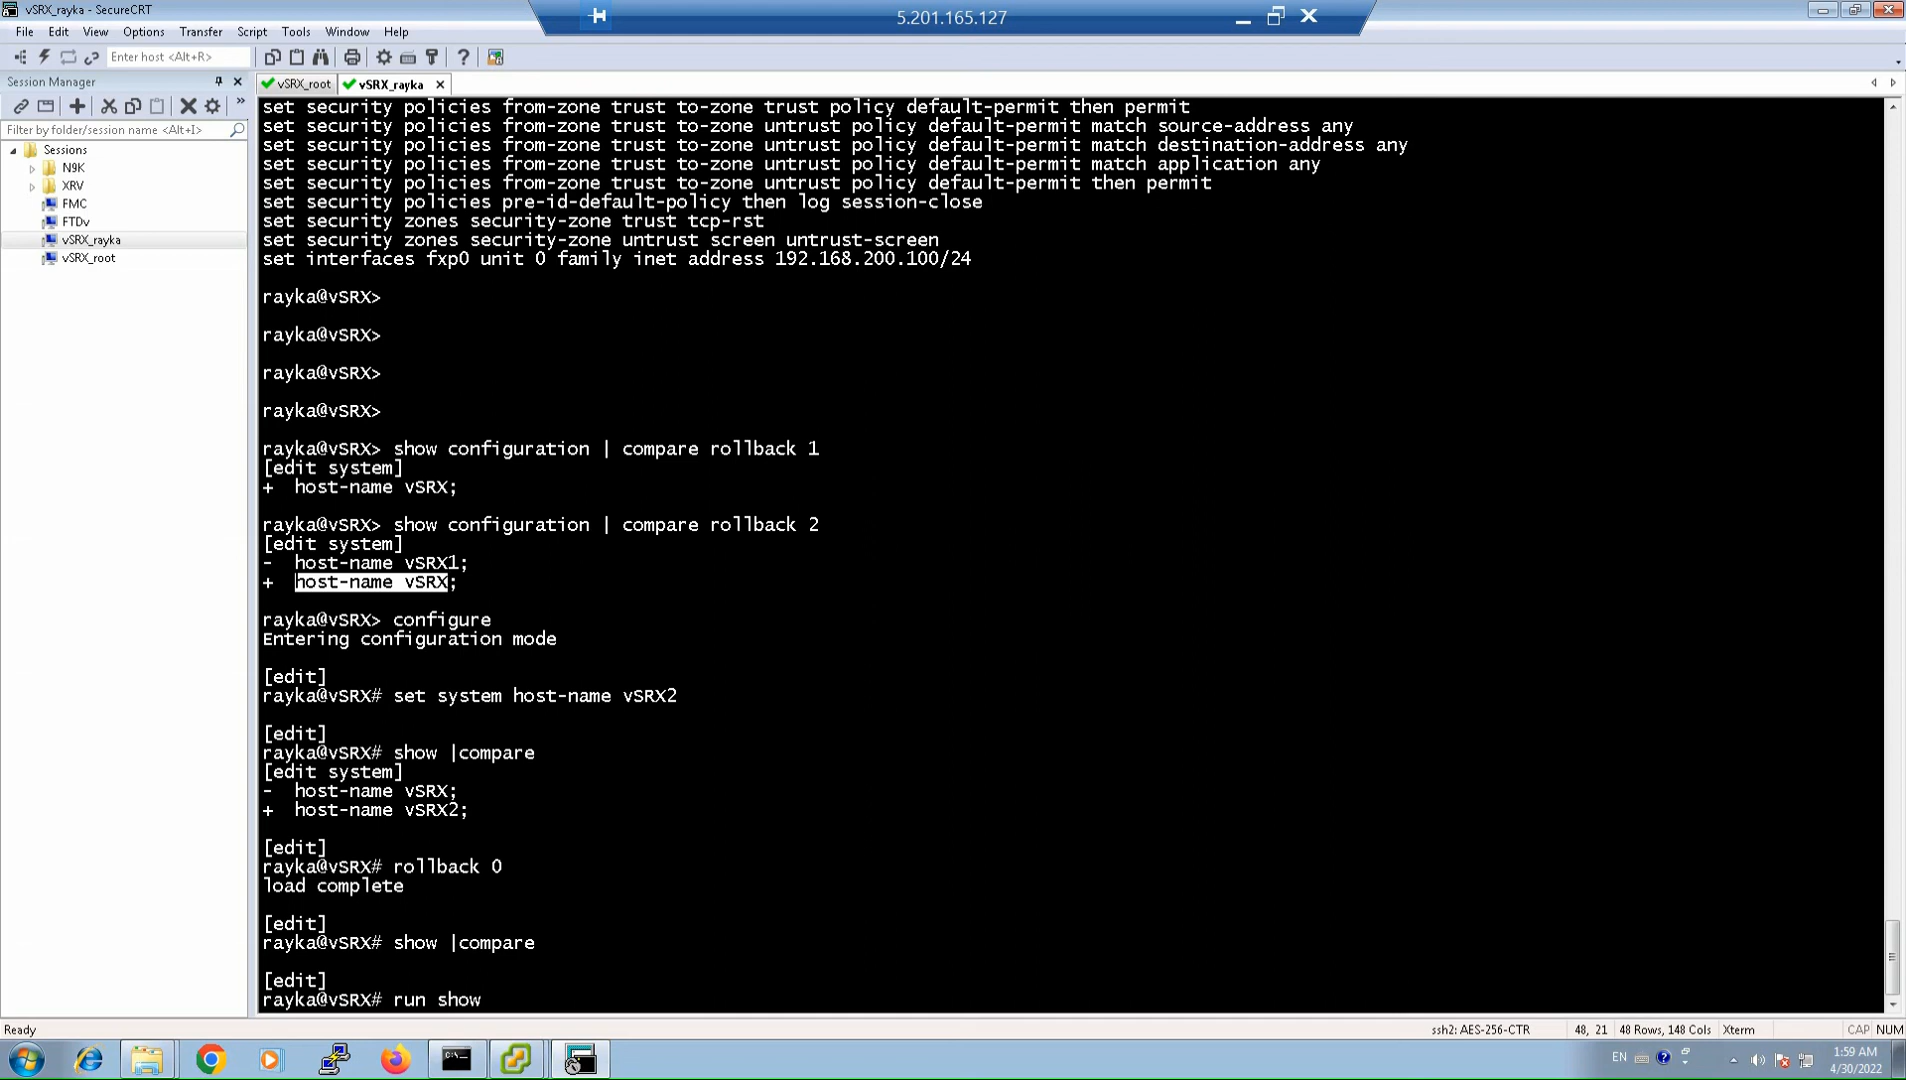 vSRX_rayka - SecureCRT
5.201.165.127
File Edit View Options Transfer Script Tools Window Help
Enter host <Alt+R>
Session Manager
vSRX_root vSRX_rayka
Filter by folder/session name <Alt+I>
Sessions
N9K
XRV
FMC
FTDv
vSRX_rayka
vSRX_root
set security policies from-zone trust to-zone trust policy default-permit then permit
set security policies from-zone trust to-zone untrust policy default-permit match source-address any
set security policies from-zone trust to-zone untrust policy default-permit match destination-address any
set security policies from-zone trust to-zone untrust policy default-permit match application any
set security policies from-zone trust to-zone untrust policy default-permit then permit
set security policies pre-id-default-policy then log session-close
set security zones security-zone trust tcp-rst
set security zones security-zone untrust screen untrust-screen
set interfaces fxp0 unit 0 family inet address 192.168.200.100/24
rayka@vSRX>
rayka@vSRX>
rayka@vSRX>
rayka@vSRX>
rayka@vSRX> show configuration | compare rollback 1
[edit system]
+  host-name vSRX;
rayka@vSRX> show configuration | compare rollback 2
[edit system]
-  host-name vSRX1;
+  host-name vSRX;
rayka@vSRX> configure
Entering configuration mode
[edit]
rayka@vSRX# set system host-name vSRX2
[edit]
rayka@vSRX# show |compare
[edit system]
-  host-name vSRX;
+  host-name vSRX2;
[edit]
rayka@vSRX# rollback 0
load complete
[edit]
rayka@vSRX# show |compare
[edit]
rayka@vSRX# run show
Ready
ssh2: AES-256-CTR 48, 21 48 Rows, 148 Cols Xterm CAP NUM
EN
1:59 AM
4/30/2022